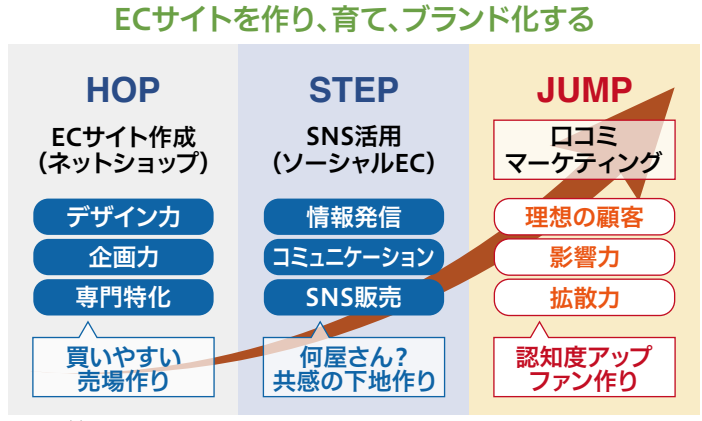 ECサイトを作り、育て、ブランド化する
HOP
ECサイト作成
（ネットショップ）
デザイン力
企画力
専門特化
買いやすい
売場作り
STEP
SNS活用
（ソーシャルEC）
情報発信
コミュニケーション
SNS販売
何屋さん？
共感の下地作り
JUMP
口コミ
マーケティング
理想の顧客
影響力
拡散力
認知度アップ
ファン作り